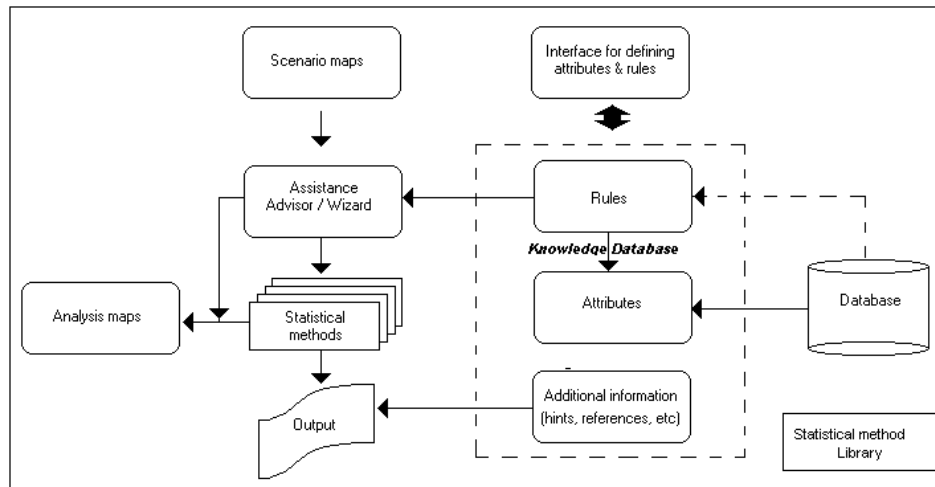 Scenario maps
Interface for defining
attributes & rules
Assistance
Advisor / Wizard
Rules
Knowledge Database
Analysis maps
Statistical
methods
Attributes
Database
Output
Additional information
(hints, references, etc)
Statistical method
Library